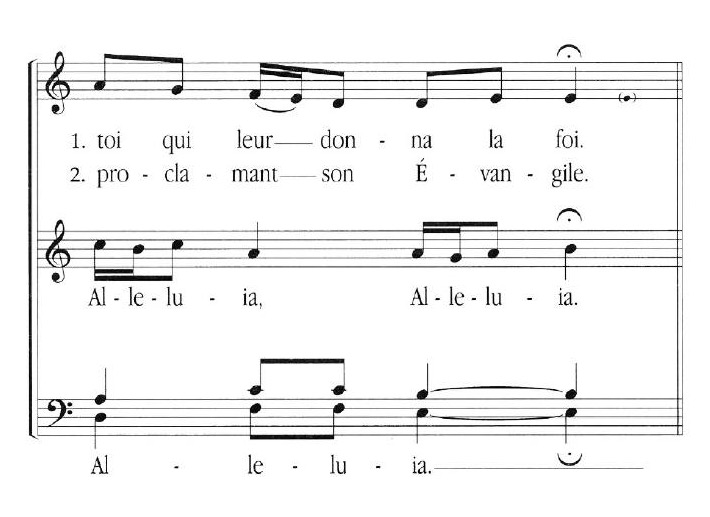 1. toi qui leur — don - na la foi.
2. pro - cla - mant — son É - van - gile.
Al - le - lu - ia, Al - le - lu - ia.
Al - le - lu - ia.